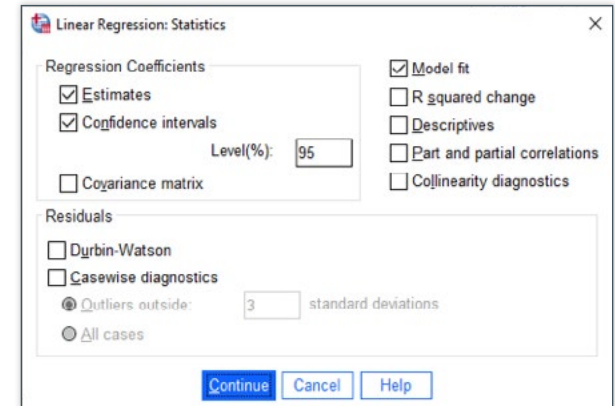 Linear Regression: Statistics
Regression Coefficients
Estimates
Confidence intervals
Level(%): 95
Covariance matrix
Model fit
R squared change
Descriptives
Part and partial correlations
Collinearity diagnostics
Residuals
Durbin-Watson
Casewise diagnostics
Outliers outside: 3 standard deviations
All cases
Continue Cancel Help